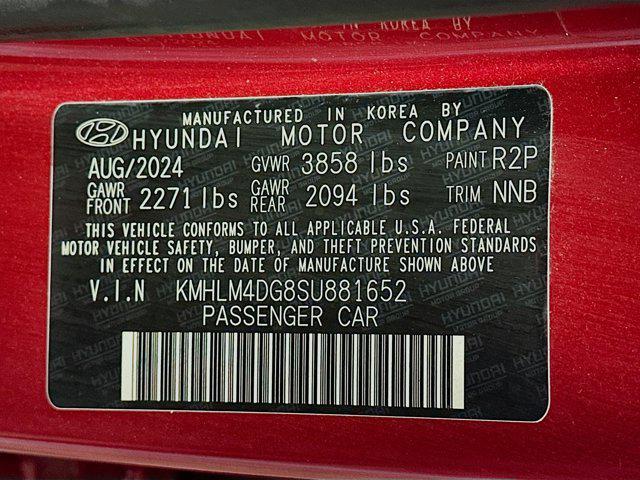 MANUFACTURED IN KOREA BY
HYUNDAI MOTOR COMPANY
AUG/2024 GVWR 3858 lbs PAINT R2P
GAWR FRONT 2271 lbs GAWR REAR 2094 lbs TRIM NNB
THIS VEHICLE CONFORMS TO ALL APPLICABLE U.S.A. FEDERAL
MOTOR VEHICLE SAFETY, BUMPER, AND THEFT PREVENTION STANDARDS
IN EFFECT ON THE DATE OF MANUFACTURE SHOWN ABOVE
V.I.N KMHLM4DG8SU881652
PASSENGER CAR